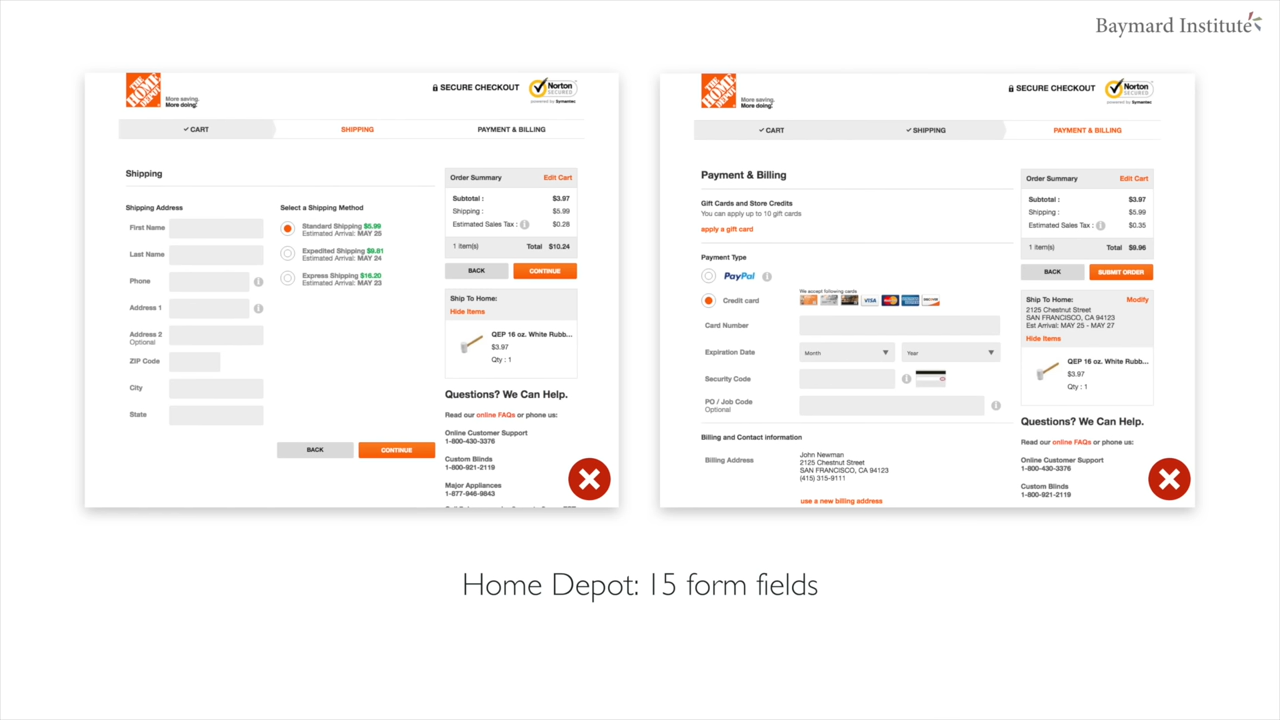 Baymard Institute
THE HOME DEPOT
More saving.
More doing.
SECURE CHECKOUT
Norton
SECURED
powered by Symantec
CART
SHIPPING
PAYMENT & BILLING
Shipping
Shipping Address
First Name
Last Name
Phone
Address 1
Address 2
Optional
ZIP Code
City
State
Select a Shipping Method
Standard Shipping $5.99
Estimated Arrival: MAY 25
Expedited Shipping $9.81
Estimated Arrival: MAY 24
Express Shipping $16.20
Estimated Arrival: MAY 23
BACK
CONTINUE
Order Summary Edit Cart
Subtotal : $3.97
Shipping : $5.99
Estimated Sales Tax : $0.28
1 item(s) Total $10.24
BACK
CONTINUE
Ship To Home:
Hide Items
QEP 16 oz. White Rubb...
$3.97
Qty : 1
Questions? We Can Help.
Read our online FAQs or phone us:
Online Customer Support
1-800-430-3376
Custom Blinds
1-800-921-2119
Major Appliances
1-877-946-9843
THE HOME DEPOT
More saving.
More doing.
SECURE CHECKOUT
Norton
SECURED
powered by Symantec
CART
SHIPPING
PAYMENT & BILLING
Payment & Billing
Gift Cards and Store Credits
You can apply up to 10 gift cards
apply a gift card
Payment Type
PayPal
Credit card
We accept following cards
VISA
Card Number
Expiration Date Month Year
Security Code
PO / Job Code
Optional
Billing and Contact information
Billing Address
John Newman
2125 Chestnut Street
SAN FRANCISCO, CA 94123
(415) 315-9111
use a new billing address
Order Summary Edit Cart
Subtotal : $3.97
Shipping : $5.99
Estimated Sales Tax : $0.35
1 item(s) Total $9.96
BACK
SUBMIT ORDER
Ship To Home: Modify
2125 Chestnut Street
SAN FRANCISCO, CA 94123
Est Arrival: MAY 25 - MAY 27
Hide Items
QEP 16 oz. White Rubb...
$3.97
Qty : 1
Questions? We Can Help.
Read our online FAQs or phone us:
Online Customer Support
1-800-430-3376
Custom Blinds
1-800-921-2119
Home Depot: 15 form fields